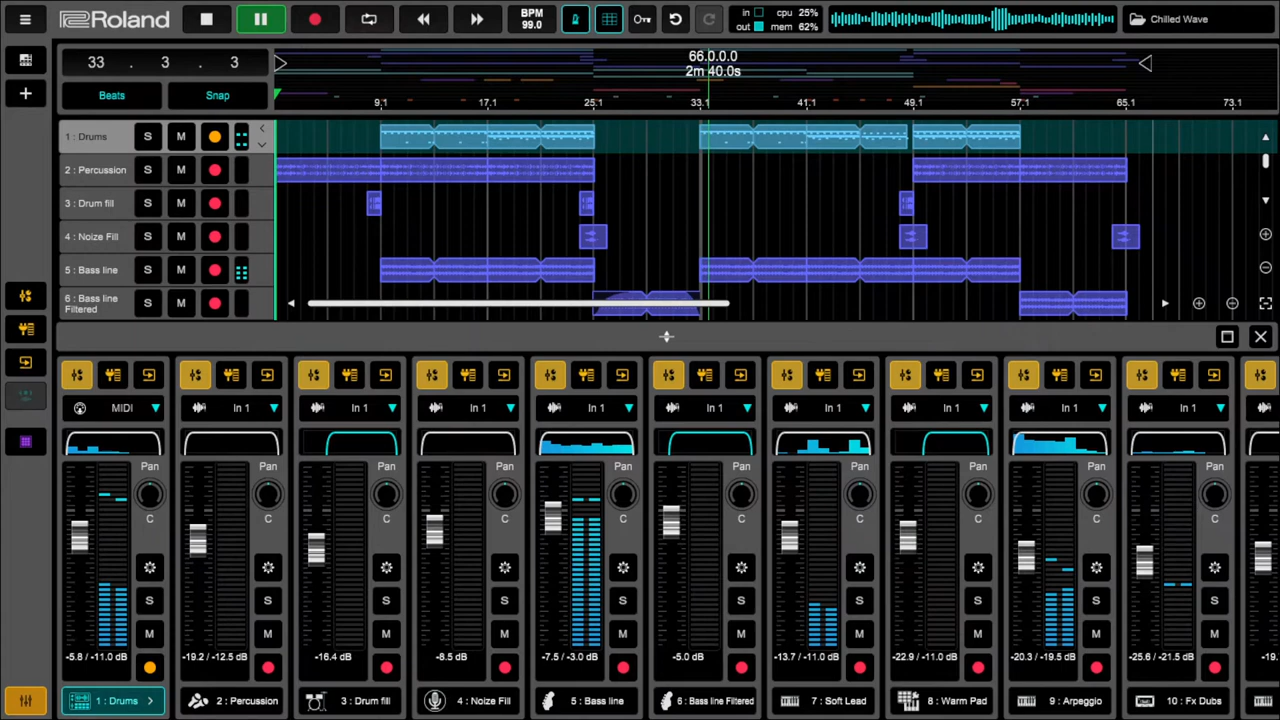 Roland
BPM
99.0
in
out
cpu 25%
mem 62%
Chilled Wave
33 . 3 3
Beats
Snap
66.0.0.0
2m 40.0s
9.1 17.1 25.1 33.1 41.1 49.1 57.1 65.1 73.1
1 : Drums S M
2 : Percussion S M
3 : Drum fill S M
4 : Noize Fill S M
5 : Bass line S M
6 : Bass line
Filtered S M
MIDI In 1 In 1 In 1 In 1 In 1 In 1 In 1 In 1 In 1
Pan Pan Pan Pan Pan Pan Pan Pan Pan Pan
C C C C C C C C C C
S S S S S S S S S S
M M M M M M M M M M
-5.8 / -11.0 dB -19.2 / -12.5 dB -16.4 dB -8.5 dB -7.5 / -3.0 dB -5.0 dB -13.7 / -11.0 dB -22.9 / -11.0 dB -20.3 / -19.5 dB -25.6 / -21.5 dB -19.
1 : Drums 2 : Percussion 3 : Drum fill 4 : Noize Fill 5 : Bass line 6 : Bass line Filtered 7 : Soft Lead 8 : Warm Pad 9 : Arpeggio 10 : Fx Dubs